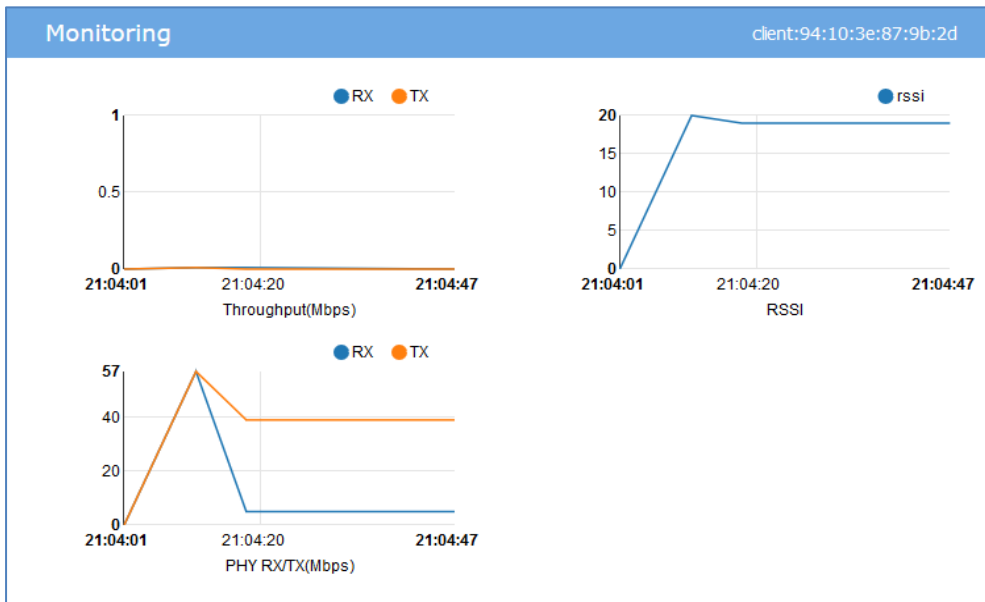 Monitoring client:94:10:3e:87:9b:2d
RX TX
1
0.5
0
21:04:01 21:04:20 21:04:47
Throughput(Mbps)
rssi
20
15
10
5
0
21:04:01 21:04:20 21:04:47
RSSI
RX TX
57
40
20
0
21:04:01 21:04:20 21:04:47
PHY RX/TX(Mbps)